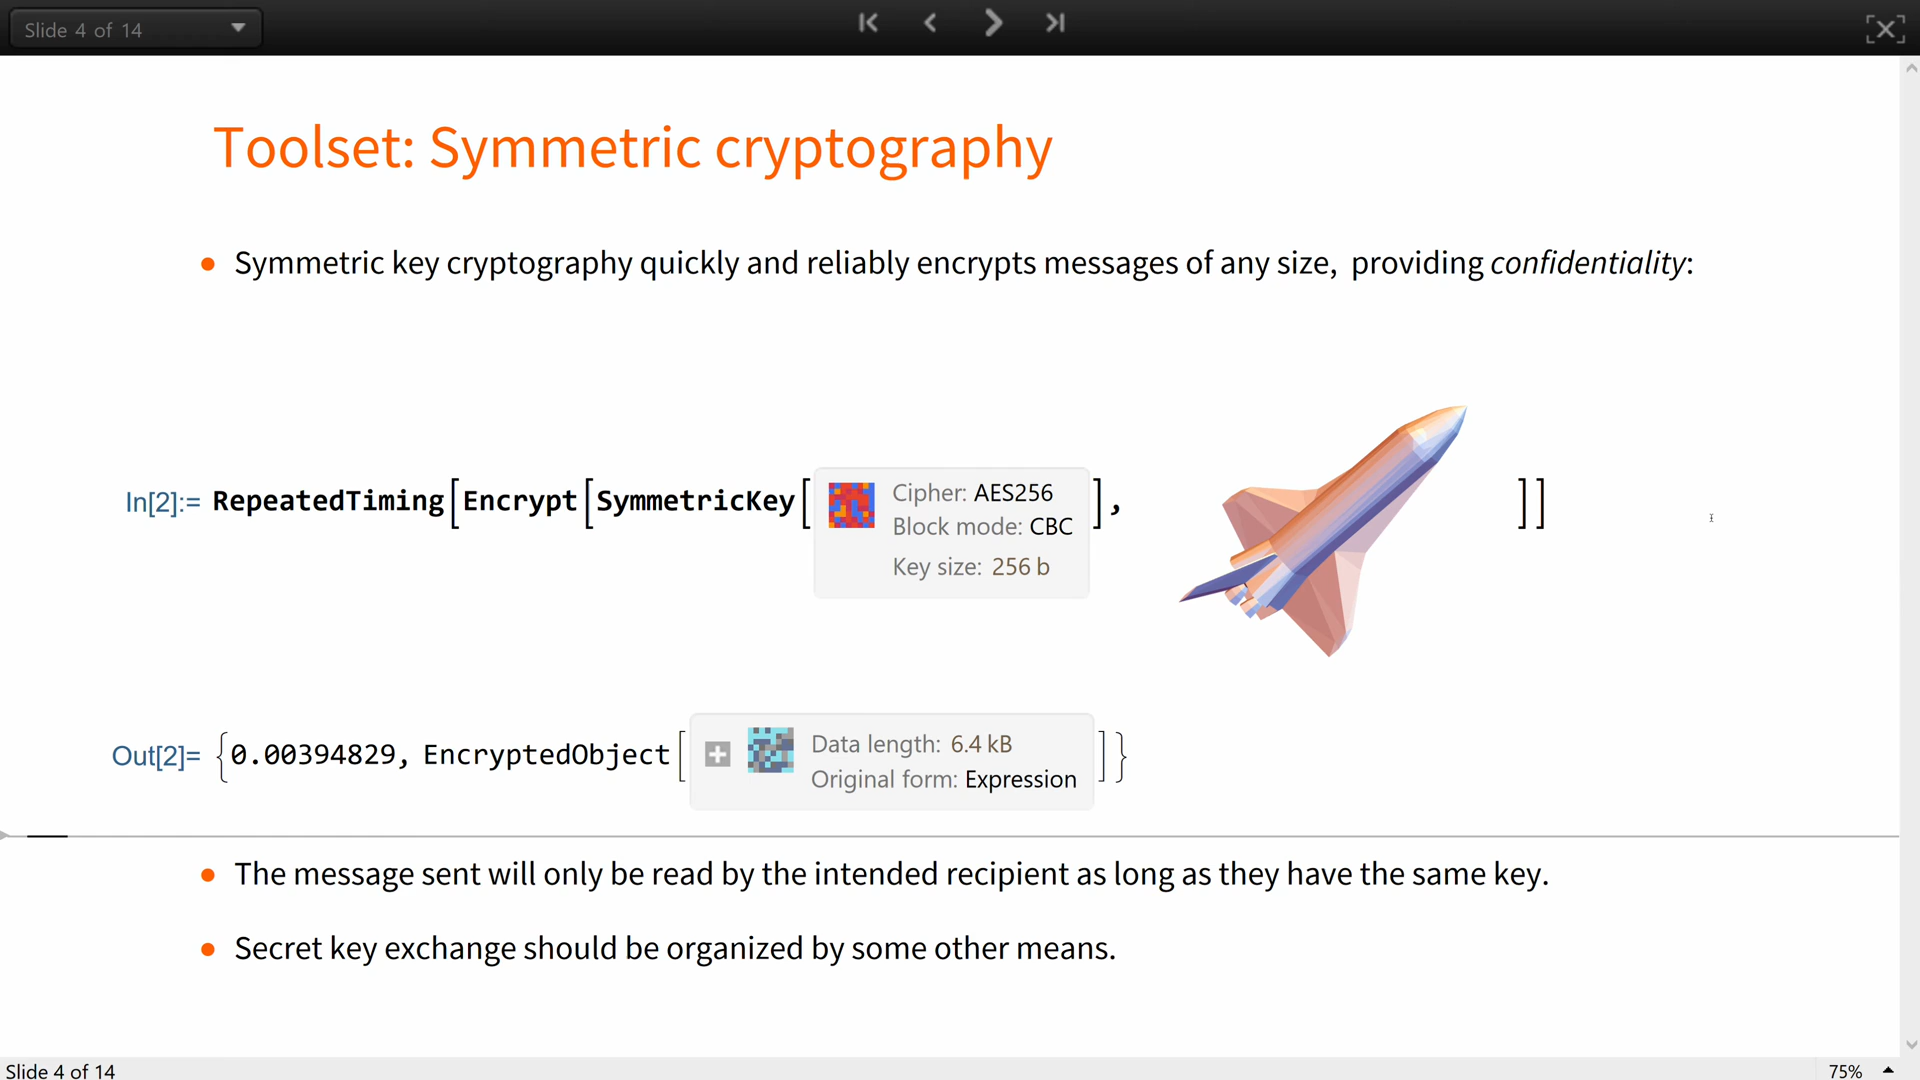 Slide 4 of 14
Toolset: Symmetric cryptography
• Symmetric key cryptography quickly and reliably encrypts messages of any size, providing confidentiality:
In[2]:= RepeatedTiming[Encrypt[SymmetricKey[ Cipher: AES256
Block mode: CBC
Key size: 256 b
], ]]
Out[2]= {0.00394829, EncryptedObject[ Data length: 6.4 kB
Original form: Expression
]}
• The message sent will only be read by the intended recipient as long as they have the same key.
• Secret key exchange should be organized by some other means.
Slide 4 of 14
75%